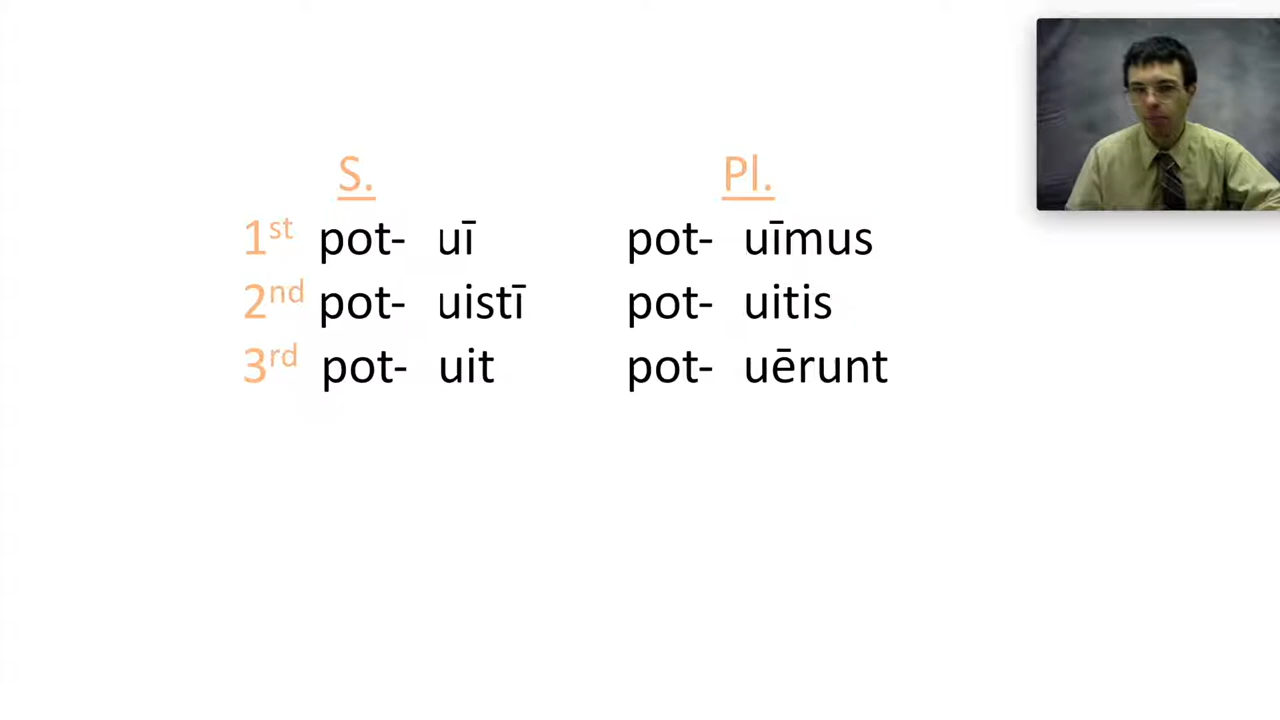 S. Pl.
1st pot- uī pot- uīmus
2nd pot- uistī pot- uitis
3rd pot- uit pot- uērunt